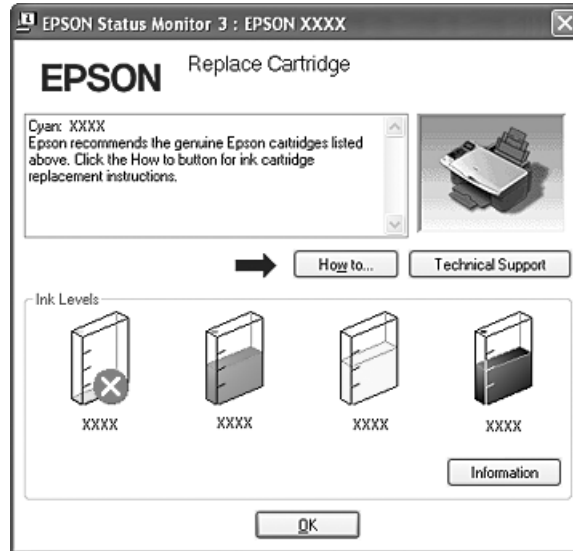 EPSON Status Monitor 3 : EPSON XXXX
EPSON
Replace Cartridge
Cyan: XXXX
Epson recommends the genuine Epson cartridges listed
above. Click the How to button for ink cartridge
replacement instructions.
How to...
Technical Support
Ink Levels
XXXX
XXXX
XXXX
XXXX
Information
OK